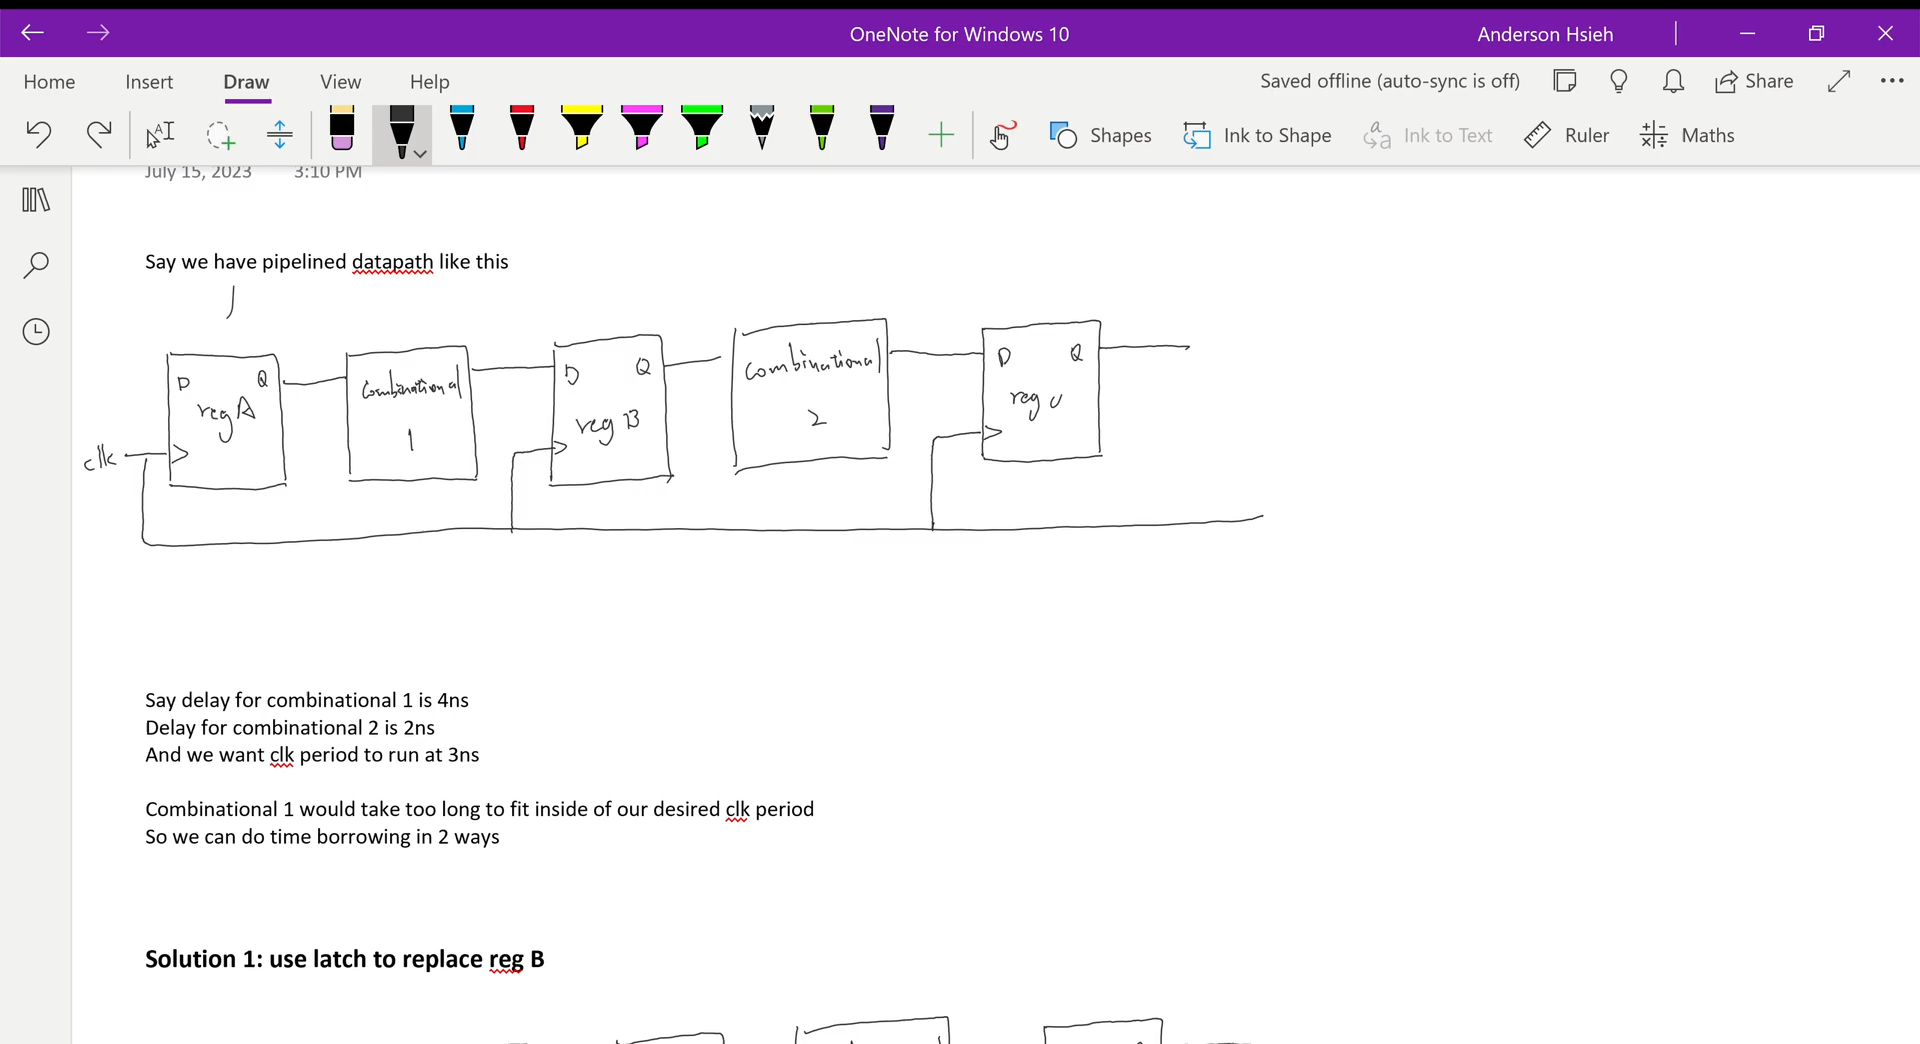 OneNote for Windows 10
Anderson Hsieh
Home Insert Draw View Help
Saved offline (auto-sync is off)
Share
Shapes
Ink to Shape
Ink to Text
Ruler
Maths
July 15, 2023 3:10 PM
Say we have pipelined datapath like this
D Q
reg A
clk
Combinational
1
D Q
reg B
Combinational
2
D Q
reg
Say delay for combinational 1 is 4ns
Delay for combinational 2 is 2ns
And we want clk period to run at 3ns
Combinational 1 would take too long to fit inside of our desired clk period
So we can do time borrowing in 2 ways
Solution 1: use latch to replace reg B